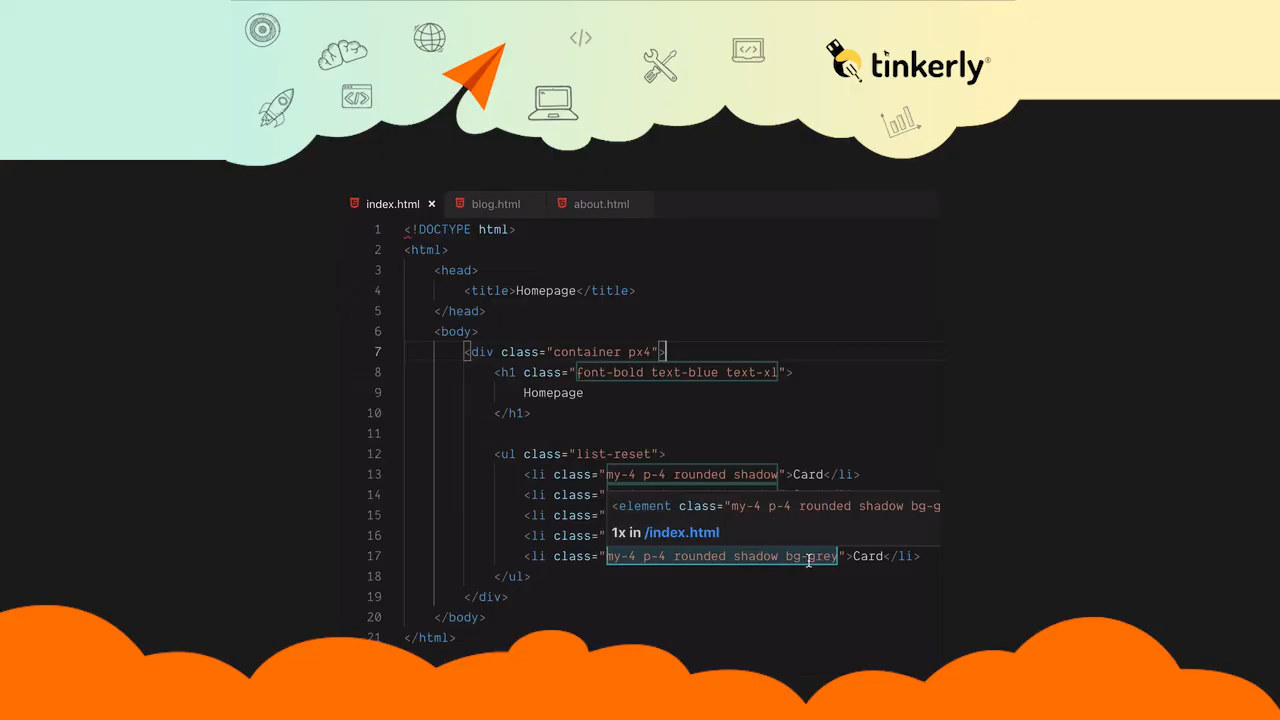 </>
</>
</>
tinkerly®
index.html × blog.html about.html
1 <!DOCTYPE html>
2 <html>
3 <head>
4 <title>Homepage</title>
5 </head>
6 <body>
7 <div class="container px4">
8 <h1 class="font-bold text-blue text-xl">
9 Homepage
10 </h1>
11
12 <ul class="list-reset">
13 <li class="my-4 p-4 rounded shadow">Card</li>
14 <li class="
<element class="my-4 p-4 rounded shadow bg-g
15 <li class="
1x in /index.html
16 <li class="
17 <li class="my-4 p-4 rounded shadow bg-grey">Card</li>
18 </ul>
19 </div>
20 </body>
21 </html>